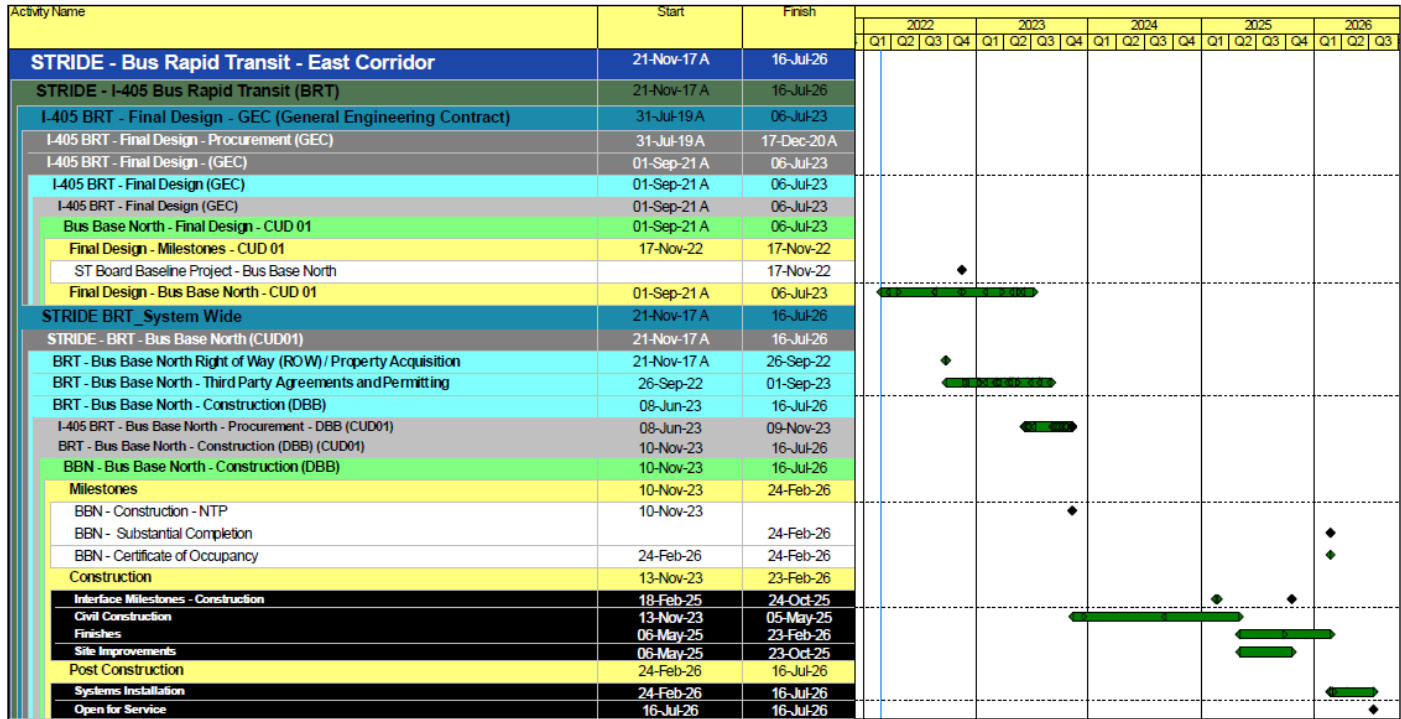 Activity Name Start Finish
2022 2023 2024 2025 2026
Q1 Q2 Q3 Q4 Q1 Q2 Q3 Q4 Q1 Q2 Q3 Q4 Q1 Q2 Q3 Q4 Q1 Q2 Q3
STRIDE - Bus Rapid Transit - East Corridor 21-Nov-17 A 16-Jul-26
STRIDE - I-405 Bus Rapid Transit (BRT) 21-Nov-17 A 16-Jul-26
I-405 BRT - Final Design - GEC (General Engineering Contract) 31-Jul-19 A 06-Jul-23
I-405 BRT - Final Design - Procurement (GEC) 31-Jul-19 A 17-Dec-20 A
I-405 BRT - Final Design - (GEC) 01-Sep-21 A 06-Jul-23
I-405 BRT - Final Design (GEC) 01-Sep-21 A 06-Jul-23
I-405 BRT - Final Design (GEC) 01-Sep-21 A 06-Jul-23
Bus Base North - Final Design - CUD 01 01-Sep-21 A 06-Jul-23
Final Design - Milestones - CUD 01 17-Nov-22 17-Nov-22
ST Board Baseline Project - Bus Base North 17-Nov-22
Final Design - Bus Base North - CUD 01 01-Sep-21 A 06-Jul-23
STRIDE BRT_System Wide 21-Nov-17 A 16-Jul-26
STRIDE - BRT - Bus Base North (CUD01) 21-Nov-17 A 16-Jul-26
BRT - Bus Base North Right of Way (ROW) / Property Acquisition 21-Nov-17 A 26-Sep-22
BRT - Bus Base North - Third Party Agreements and Permitting 26-Sep-22 01-Sep-23
BRT - Bus Base North - Construction (DBB) 08-Jun-23 16-Jul-26
I-405 BRT - Bus Base North - Procurement - DBB (CUD01) 08-Jun-23 09-Nov-23
BRT - Bus Base North - Construction (DBB) (CUD01) 10-Nov-23 16-Jul-26
BBN - Bus Base North - Construction (DBB) 10-Nov-23 16-Jul-26
Milestones 10-Nov-23 24-Feb-26
BBN - Construction - NTP 10-Nov-23
BBN - Substantial Completion 24-Feb-26
BBN - Certificate of Occupancy 24-Feb-26 24-Feb-26
Construction 13-Nov-23 23-Feb-26
Interface Milestones - Construction 18-Feb-25 24-Oct-25
Civil Construction 13-Nov-23 05-May-25
Finishes 06-May-25 23-Feb-26
Site Improvements 06-May-25 23-Oct-25
Post Construction 24-Feb-26 16-Jul-26
Systems Installation 24-Feb-26 16-Jul-26
Open for Service 16-Jul-26 16-Jul-26